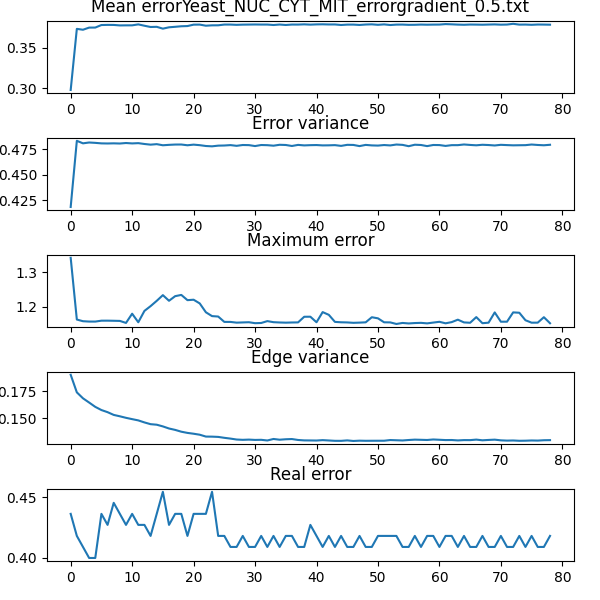 Mean errorYeast_NUC_CYT_MIT_errorgradient_0.5.txt
0.35
0.30
0 10 20 30 40 50 60 70 80
Error variance
0.475
0.450
0.425
0 10 20 30 40 50 60 70 80
Maximum error
1.3
1.2
0 10 20 30 40 50 60 70 80
Edge variance
0.175
0.150
0 10 20 30 40 50 60 70 80
Real error
0.45
0.40
0 10 20 30 40 50 60 70 80